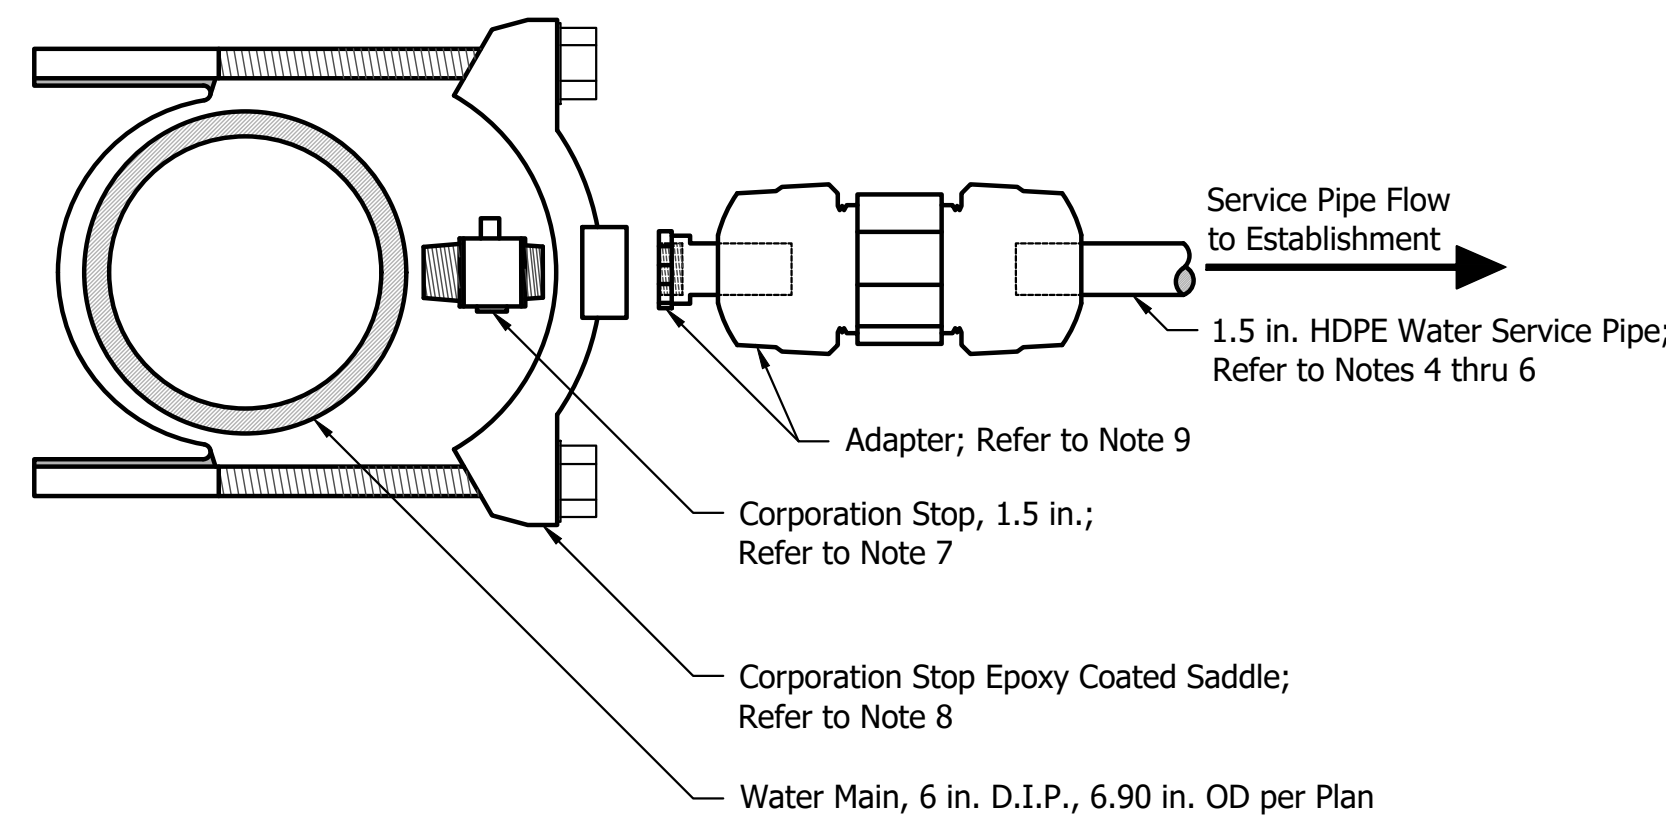 Service Pipe Flow
to Establishment
1.5 in. HDPE Water Service Pipe;
Refer to Notes 4 thru 6
Adapter; Refer to Note 9
Corporation Stop, 1.5 in.;
Refer to Note 7
Corporation Stop Epoxy Coated Saddle;
Refer to Note 8
Water Main, 6 in. D.I.P., 6.90 in. OD per Plan